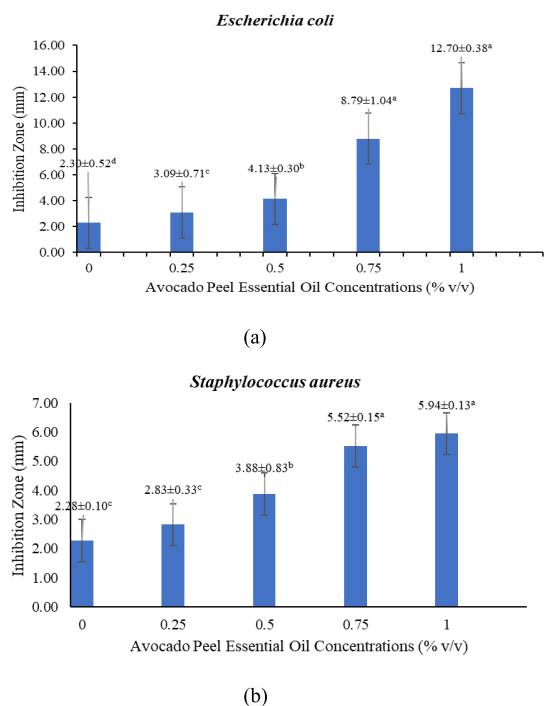 Escherichia coli
16.00
14.00
12.00
10.00
8.00
6.00
4.00
2.00
0.00
Inhibition Zone (mm)
2.30±0.52ᵈ
3.09±0.71ᶜ
4.13±0.30ᵇ
8.79±1.04ᵃ
12.70±0.38ᵃ
0 0.25 0.5 0.75 1
Avocado Peel Essential Oil Concentrations (% v/v)
(a)
Staphylococcus aureus
7.00
6.00
5.00
4.00
3.00
2.00
1.00
0.00
Inhibition Zone (mm)
2.28±0.10ᶜ
2.83±0.33ᶜ
3.88±0.83ᵇ
5.52±0.15ᵃ
5.94±0.13ᵃ
0 0.25 0.5 0.75 1
Avocado Peel Essential Oil Concentrations (% v/v)
(b)